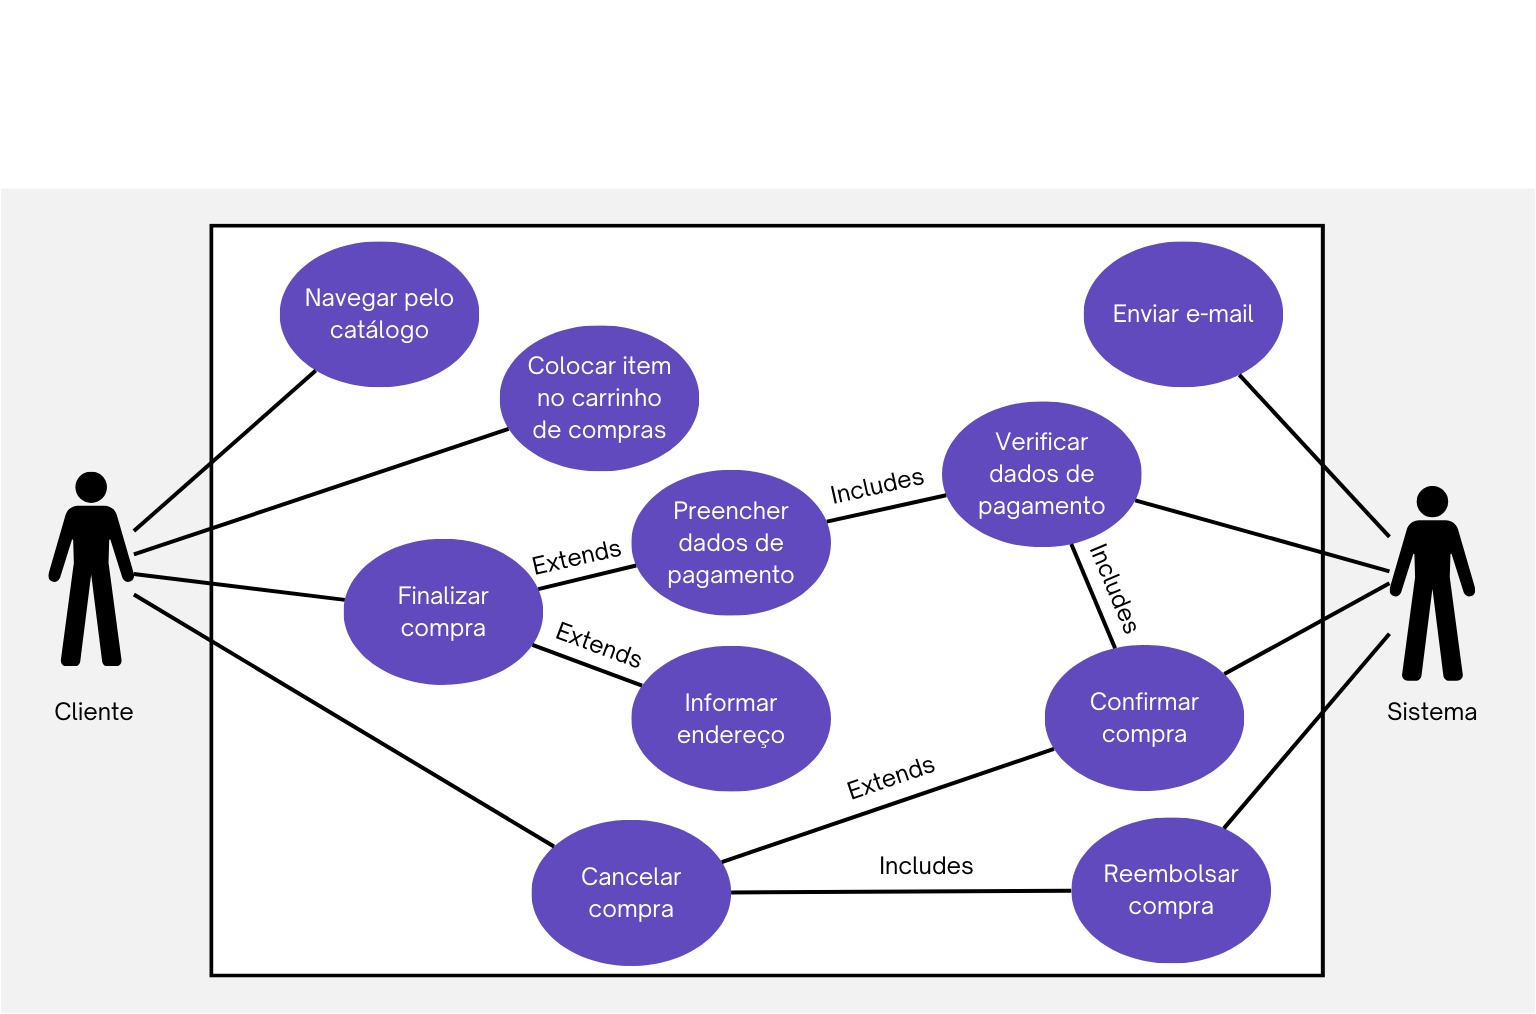 Navegar pelo
catálogo
Enviar e-mail
Colocar item
no carrinho
de compras
Verificar
dados de
pagamento
Includes
Preencher
dados de
pagamento
Extends
Includes
Finalizar
compra
Extends
Informar
endereço
Confirmar
compra
Cliente
Sistema
Extends
Includes
Cancelar
compra
Reembolsar
compra